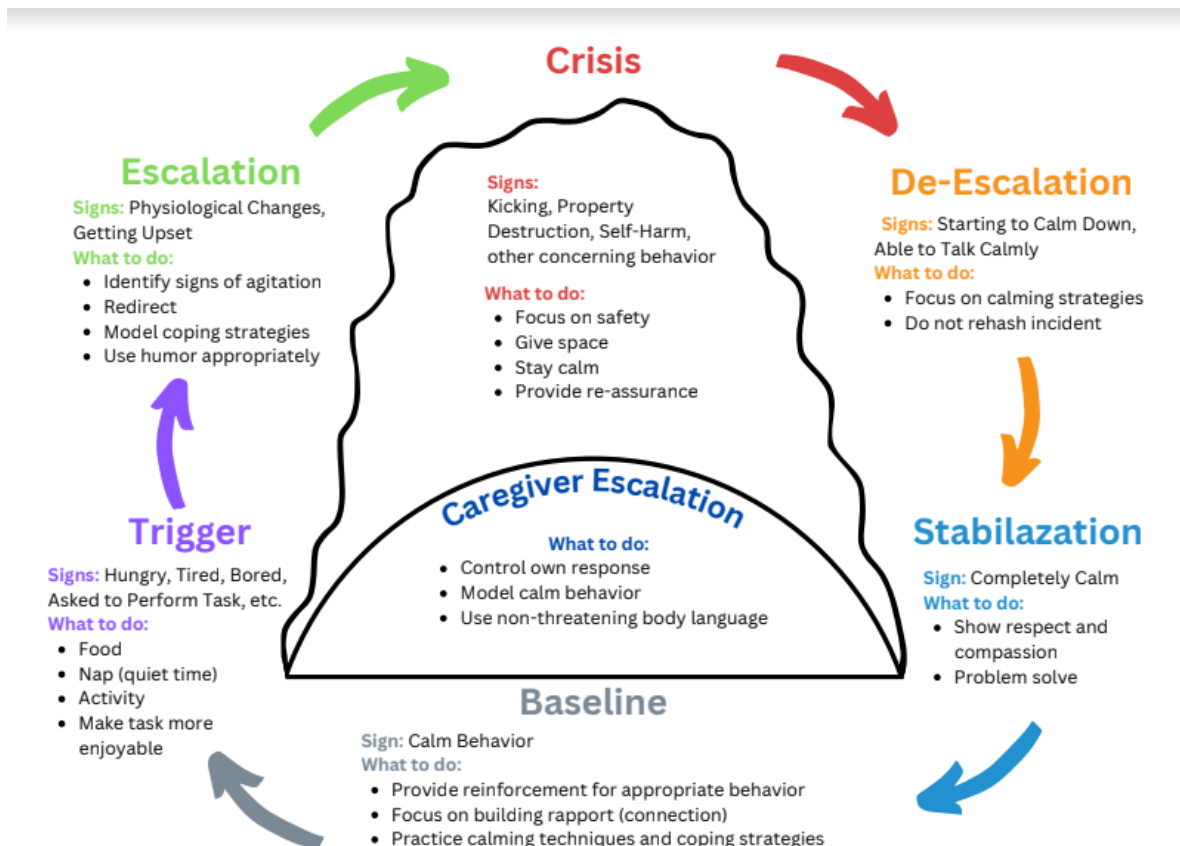 Crisis
Signs:
Kicking, Property
Destruction, Self-Harm,
other concerning behavior
What to do:
• Focus on safety
• Give space
• Stay calm
• Provide re-assurance
Escalation
Signs: Physiological Changes,
Getting Upset
What to do:
• Identify signs of agitation
• Redirect
• Model coping strategies
• Use humor appropriately
De-Escalation
Signs: Starting to Calm Down,
Able to Talk Calmly
What to do:
• Focus on calming strategies
• Do not rehash incident
Caregiver Escalation
What to do:
• Control own response
• Model calm behavior
• Use non-threatening body language
Trigger
Signs: Hungry, Tired, Bored,
Asked to Perform Task, etc.
What to do:
• Food
• Nap (quiet time)
• Activity
• Make task more
enjoyable
Stabilazation
Sign: Completely Calm
What to do:
• Show respect and
compassion
• Problem solve
Baseline
Sign: Calm Behavior
What to do:
• Provide reinforcement for appropriate behavior
• Focus on building rapport (connection)
• Practice calming techniques and coping strategies